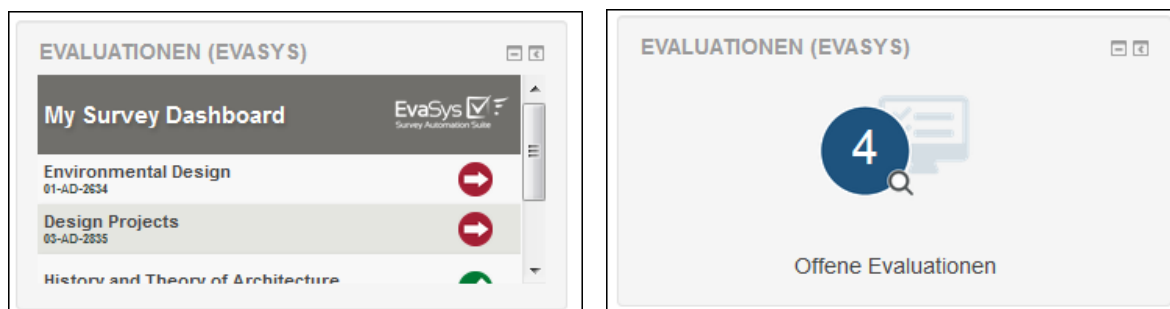 EVALUATIONEN (EVASYS)
My Survey Dashboard
EvaSys
Survey Automation Suite
Environmental Design
01-AD-2634
Design Projects
03-AD-2835
History and Theory of Architecture
EVALUATIONEN (EVASYS)
4
Offene Evaluationen